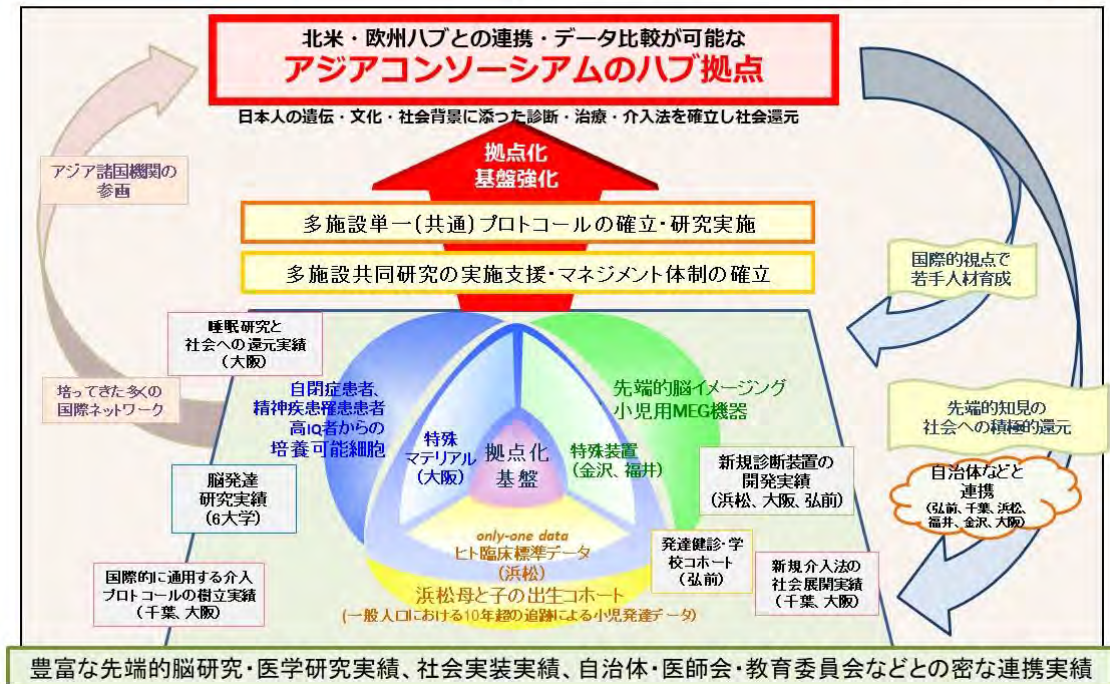 北米・欧州ハブとの連携・データ比較が可能な
アジアコンソーシアムのハブ拠点
日本人の遺伝・文化・社会背景に添った診断・治療・介入法を確立し社会還元
拠点化
基盤強化
アジア諸国機関の
参画
多施設単一(共通)プロトコールの確立・研究実施
多施設共同研究の実施支援・マネジメント体制の確立
国際的視点で
若手人材育成
睡眠研究と
社会への還元実績
(大阪)
培ってきた多くの
国際ネットワーク
自閉症患者、
精神疾患罹患患者
高IQ者からの
培養可能細胞
先端的脳イメージング
小児用MEG機器
先端的知見の
社会への積極的還元
特殊
マテリアル
(大阪)
拠点化
基盤
特殊装置
(金沢、福井)
新規診断装置の
開発実績
(浜松、大阪、弘前)
自治体などと
連携
(弘前、千葉、浜松、
福井、金沢、大阪)
脳発達
研究実績
(6大学)
only-one data
ヒト臨床標準データ
(浜松)
発達健診・学
校コホート
(弘前)
国際的に通用する介入
プロトコールの樹立実績
(千葉、大阪)
浜松母と子の出生コホート
(一般人口における10年超の追跡による小児発達データ)
新規介入法の
社会展開実績
(千葉、大阪)
豊富な先端的脳研究・医学研究実績、社会実装実績、自治体・医師会・教育委員会などとの密な連携実績